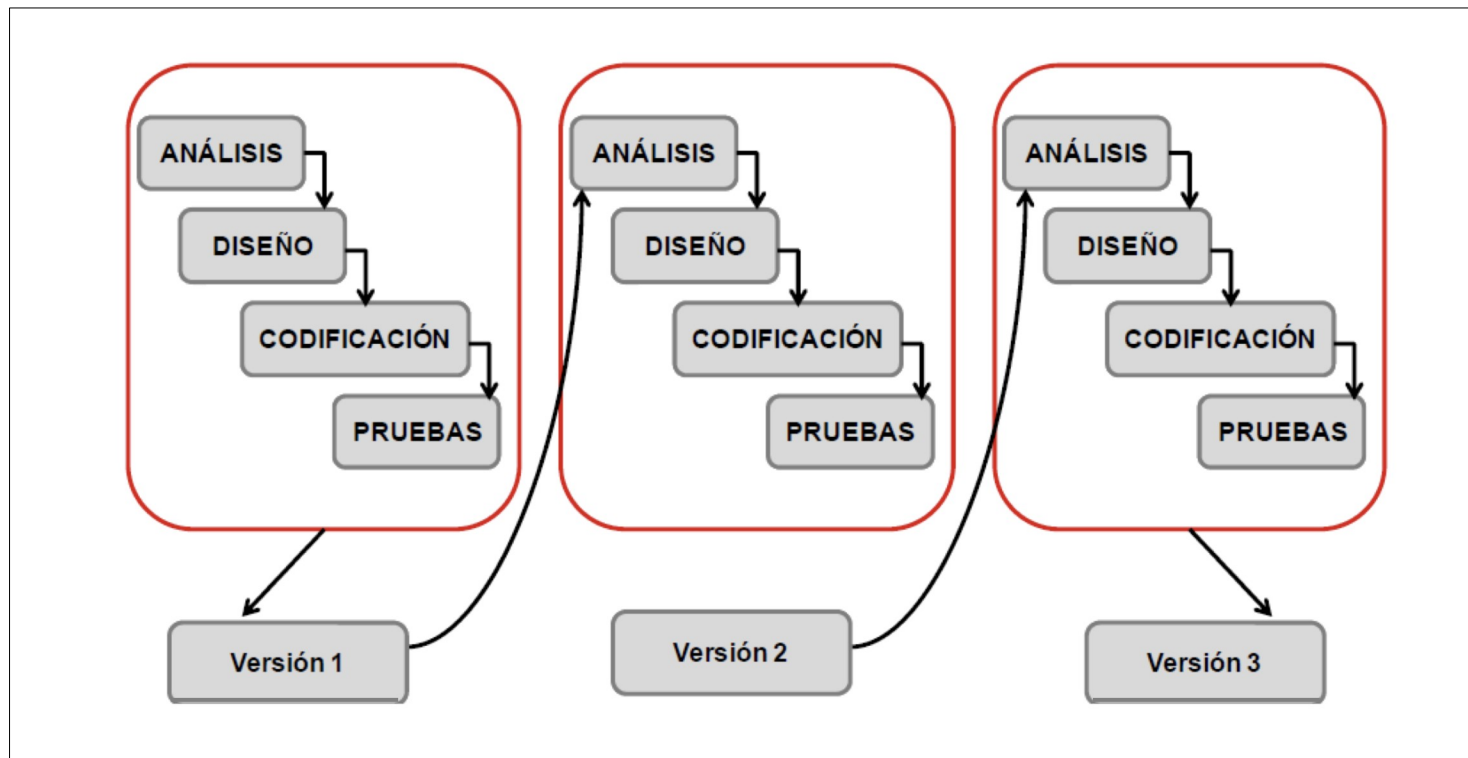 ANÁLISIS
DISEÑO
CODIFICACIÓN
PRUEBAS
Versión 1
ANÁLISIS
DISEÑO
CODIFICACIÓN
PRUEBAS
Versión 2
ANÁLISIS
DISEÑO
CODIFICACIÓN
PRUEBAS
Versión 3